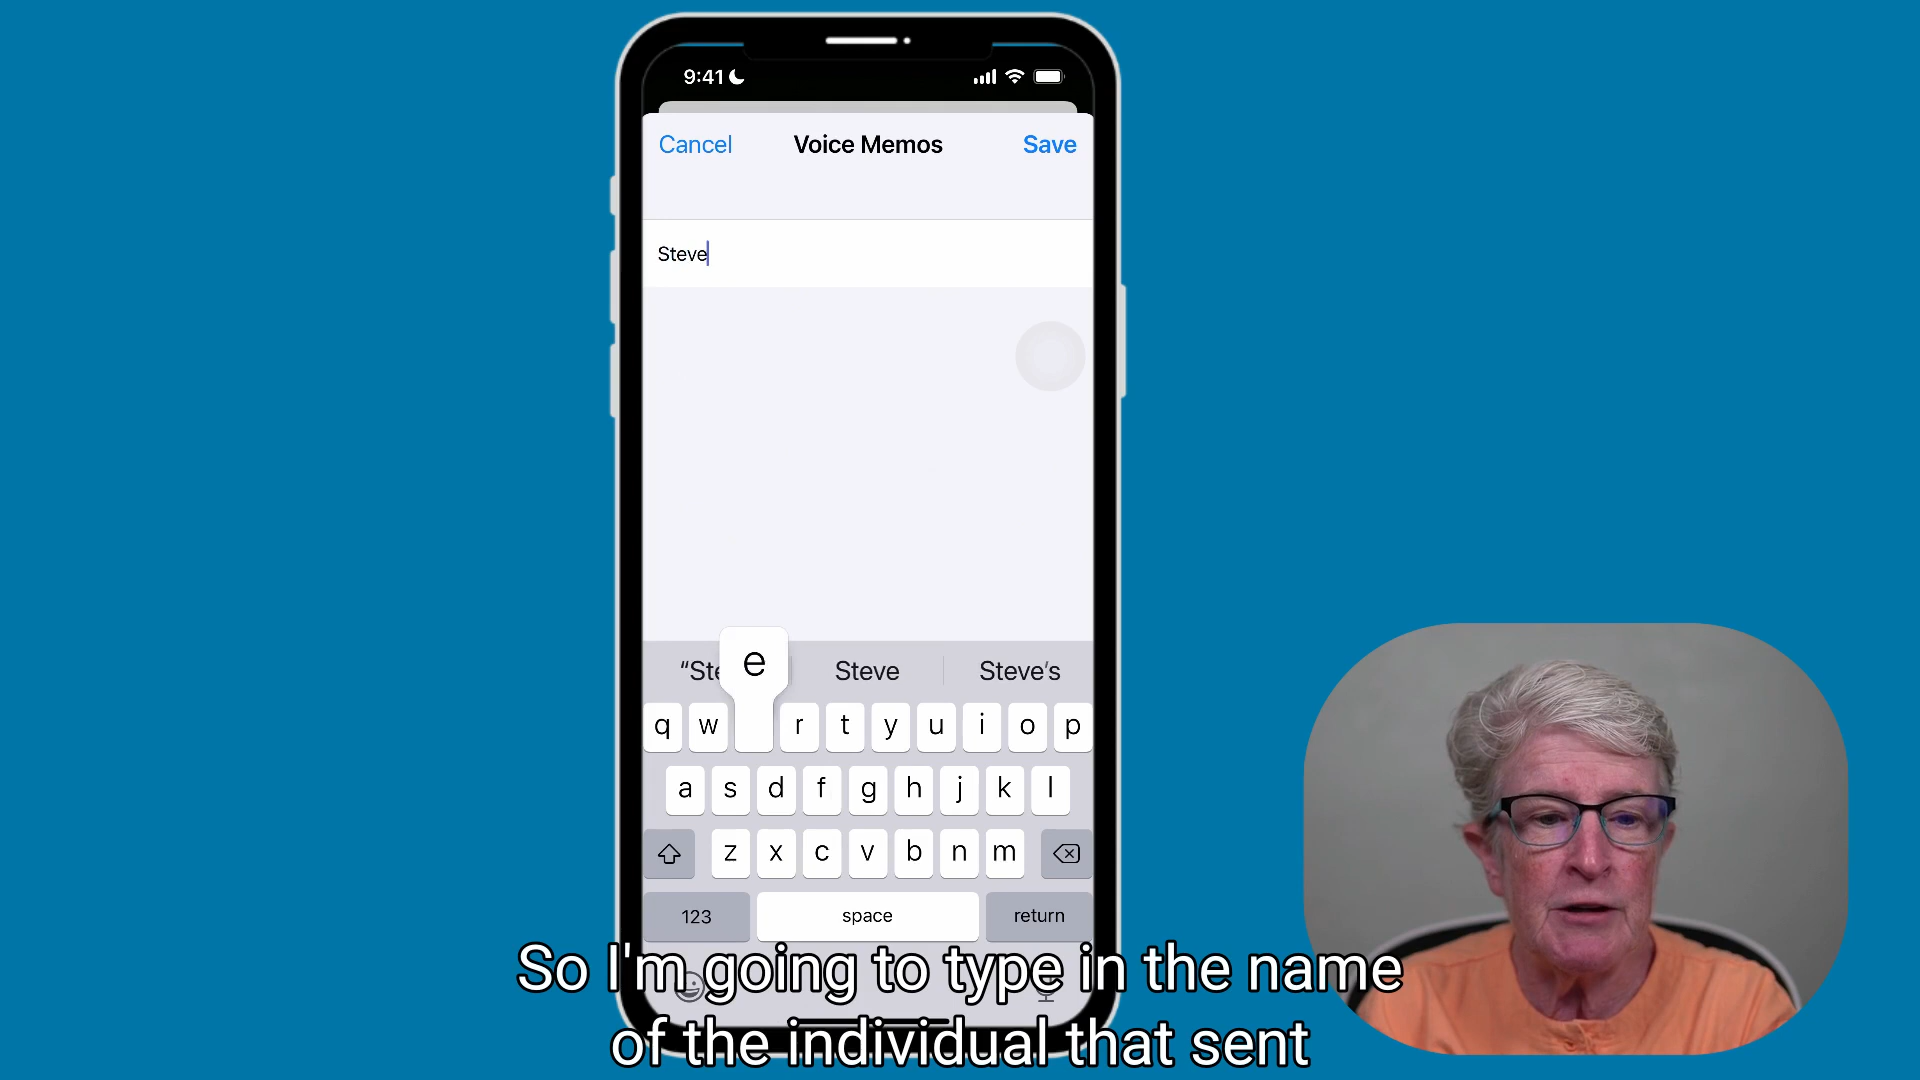 9:41
Cancel Voice Memos Save
Steve
e
“Ste Steve Steve's
q w r t y u i o p
a s d f g h j k l
z x c v b n m
123 space return
So I'm going to type in the name
of the individual that sent